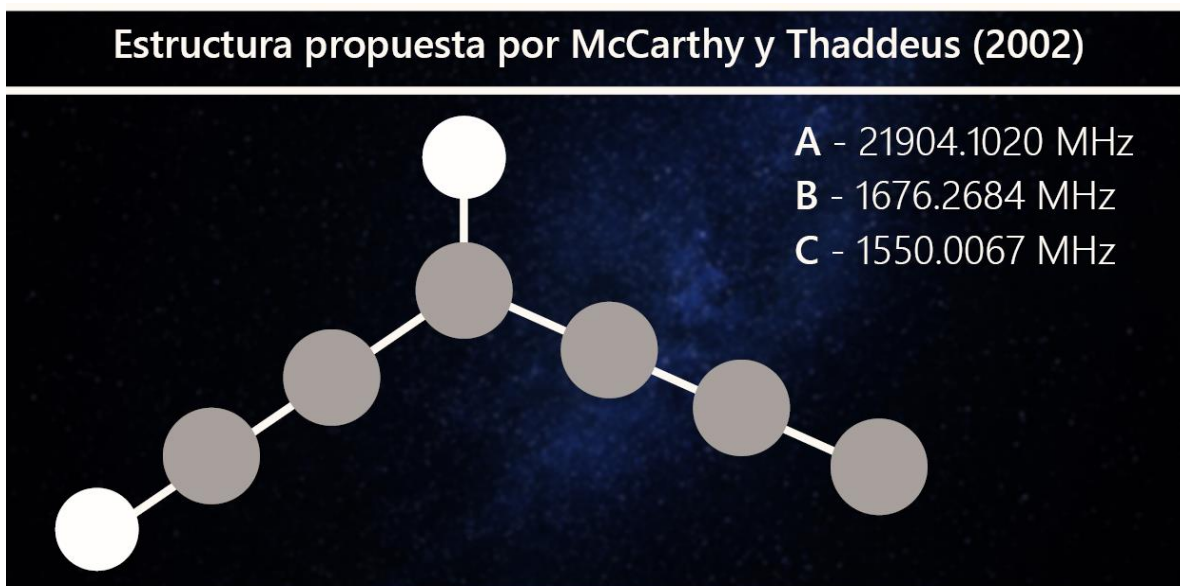 Estructura propuesta por McCarthy y Thaddeus (2002)
A - 21904.1020 MHz
B - 1676.2684 MHz
C - 1550.0067 MHz